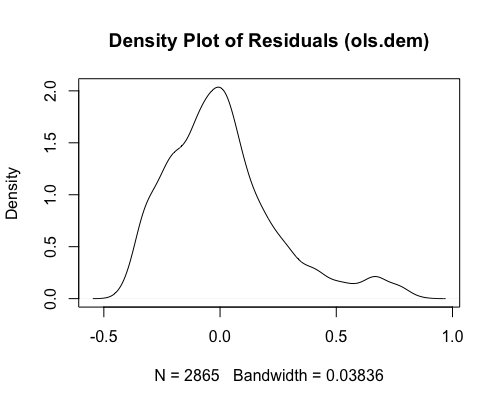 Density Plot of Residuals (ols.dem)
Density
2.0
1.5
1.0
0.5
0.0
-0.5 0.0 0.5 1.0
N = 2865 Bandwidth = 0.03836